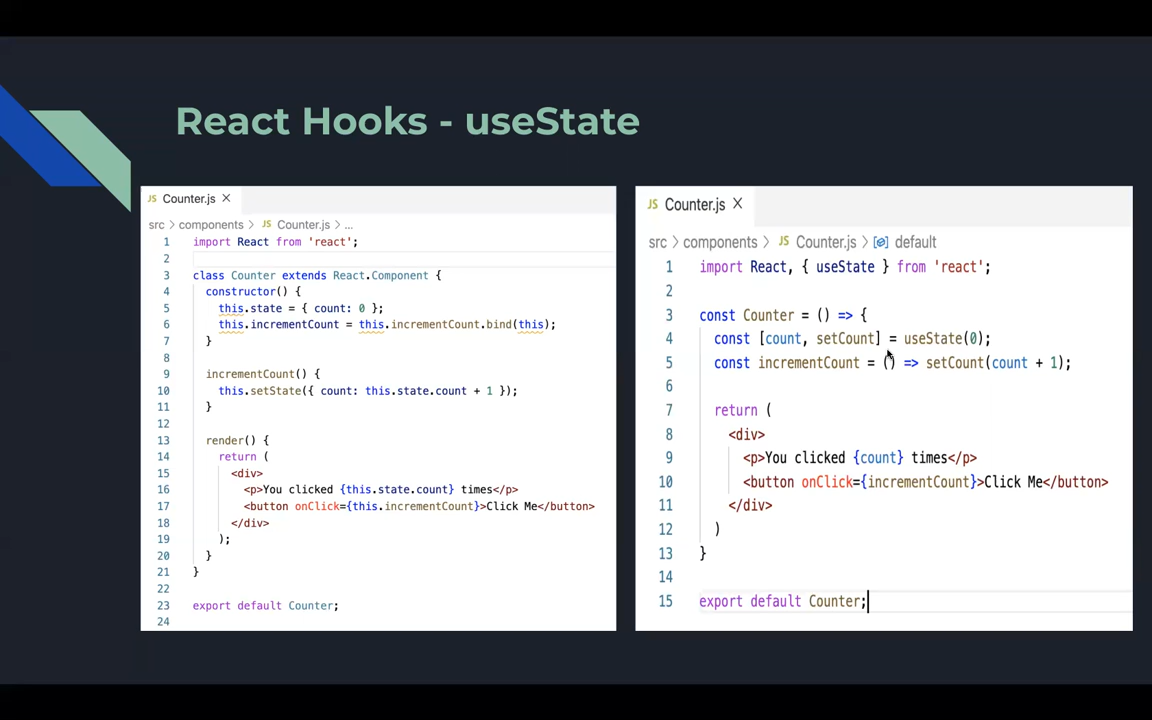 React Hooks - useState
JS Counter.js ×
src > components > JS Counter.js > ...
1 import React from 'react';
2
3 class Counter extends React.Component {
4 constructor() {
5 this.state = { count: 0 };
6 this.incrementCount = this.incrementCount.bind(this);
7 }
8
9 incrementCount() {
10 this.setState({ count: this.state.count + 1 });
11 }
12
13 render() {
14 return (
15 <div>
16 <p>You clicked {this.state.count} times</p>
17 <button onClick={this.incrementCount}>Click Me</button>
18 </div>
19 );
20 }
21 }
22
23 export default Counter;
24
JS Counter.js ×
src > components > JS Counter.js > default
1 import React, { useState } from 'react';
2
3 const Counter = () => {
4 const [count, setCount] = useState(0);
5 const incrementCount = () => setCount(count + 1);
6
7 return (
8 <div>
9 <p>You clicked {count} times</p>
10 <button onClick={incrementCount}>Click Me</button>
11 </div>
12 )
13 }
14
15 export default Counter;